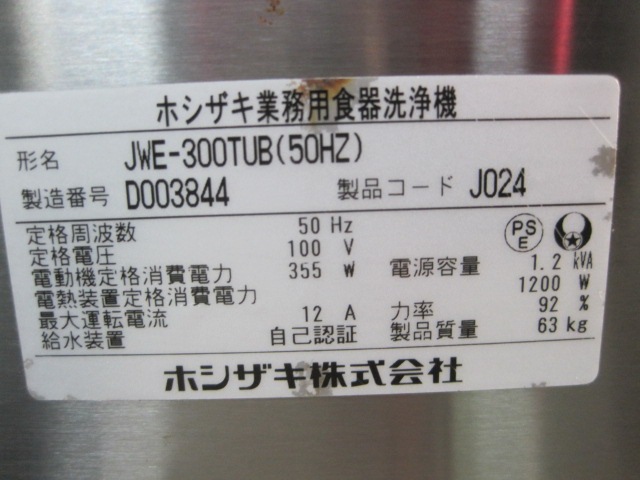 ホシザキ業務用食器洗浄機
形名 JWE-300TUB(50HZ)
製造番号 D003844 製品コード J024
定格周波数 50 Hz PS E
定格電圧 100 V
電動機定格消費電力 355 W 電源容量 1.2 kVA
電熱装置定格消費電力 1200 W
最大運転電流 12 A 力率 92 %
給水装置 自己認証 製品質量 63 kg
ホシザキ株式会社